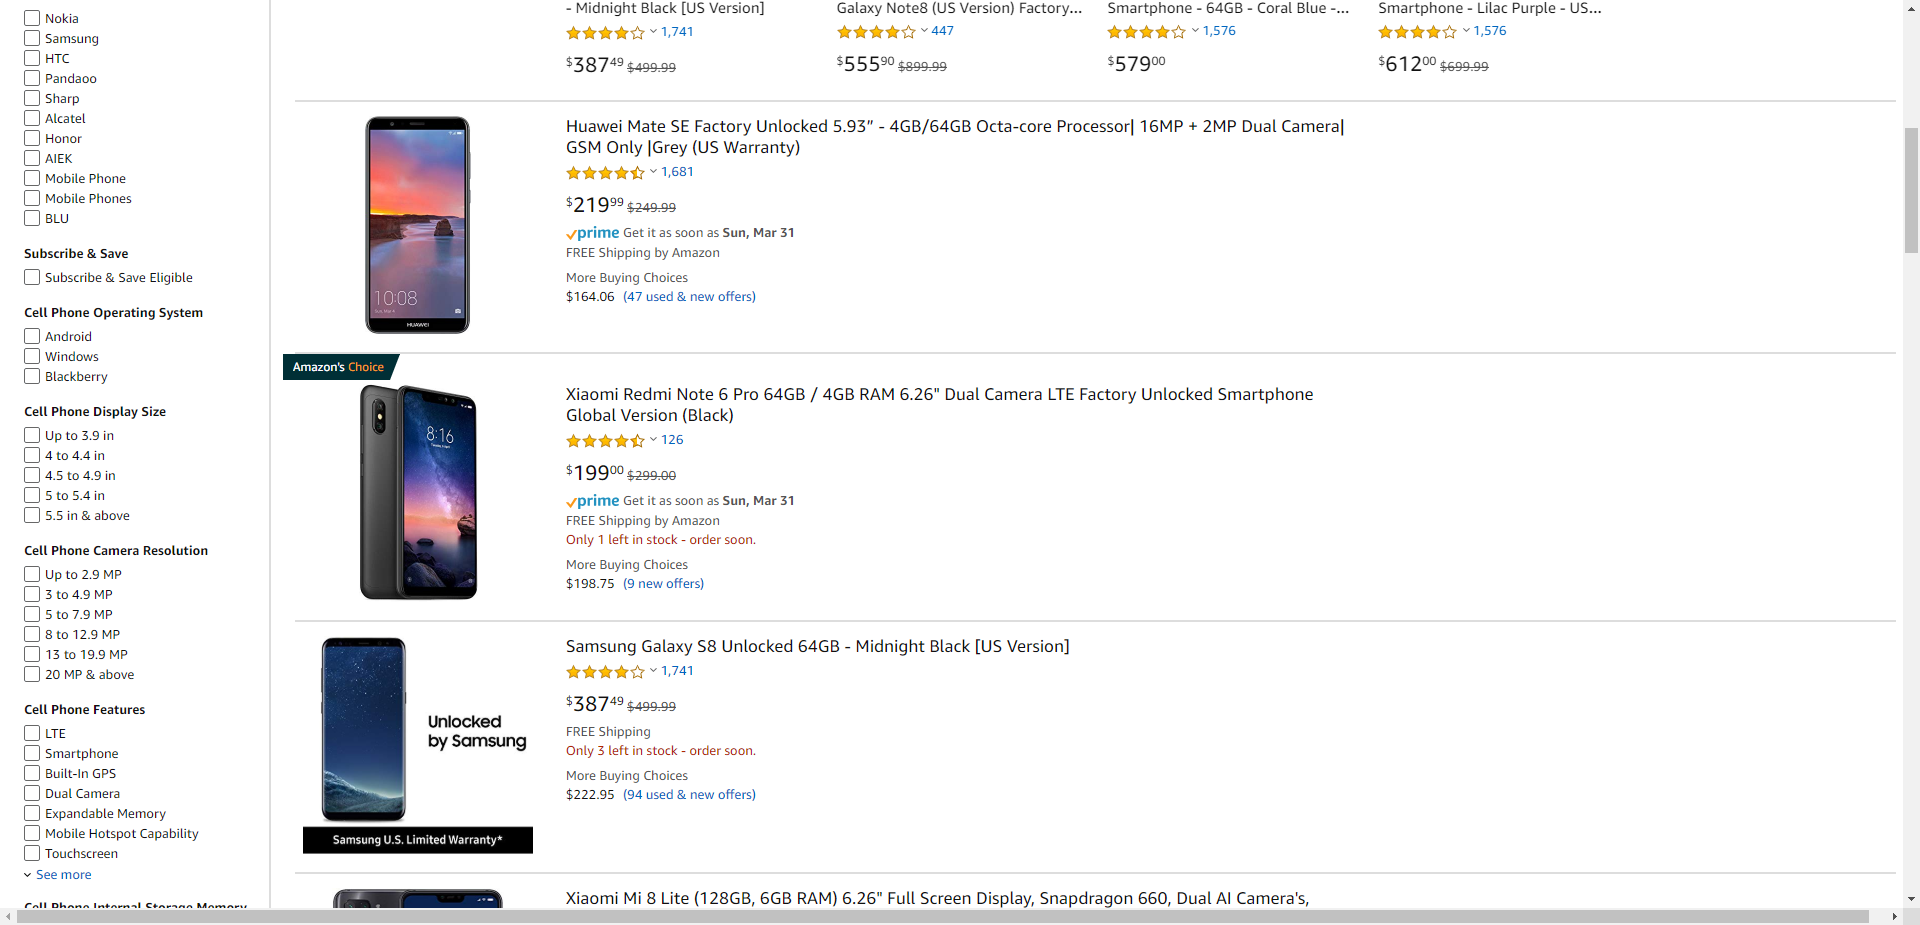 Nokia
Samsung
HTC
Pandaoo
Sharp
Alcatel
Honor
AIEK
Mobile Phone
Mobile Phones
BLU
Subscribe & Save
Subscribe & Save Eligible
Cell Phone Operating System
Android
Windows
Blackberry
Cell Phone Display Size
Up to 3.9 in
4 to 4.4 in
4.5 to 4.9 in
5 to 5.4 in
5.5 in & above
Cell Phone Camera Resolution
Up to 2.9 MP
3 to 4.9 MP
5 to 7.9 MP
8 to 12.9 MP
13 to 19.9 MP
20 MP & above
Cell Phone Features
LTE
Smartphone
Built-In GPS
Dual Camera
Expandable Memory
Mobile Hotspot Capability
Touchscreen
See more
Cell Phone Internal Storage Memory
- Midnight Black [US Version]
1,741
$387.49 $499.99
Galaxy Note8 (US Version) Factory...
447
$555.90 $899.99
Smartphone - 64GB - Coral Blue -...
1,576
$579.00
Smartphone - Lilac Purple - US...
1,576
$612.00 $699.99
10:08
Sun, Mar 4
HUAWEI
Huawei Mate SE Factory Unlocked 5.93” - 4GB/64GB Octa-core Processor| 16MP + 2MP Dual Camera|
GSM Only |Grey (US Warranty)
1,681
$219.99 $249.99
prime Get it as soon as Sun, Mar 31
FREE Shipping by Amazon
More Buying Choices
$164.06 (47 used & new offers)
Amazon's Choice
8:16
Xiaomi Redmi Note 6 Pro 64GB / 4GB RAM 6.26" Dual Camera LTE Factory Unlocked Smartphone
Global Version (Black)
126
$199.00 $299.00
prime Get it as soon as Sun, Mar 31
FREE Shipping by Amazon
Only 1 left in stock - order soon.
More Buying Choices
$198.75 (9 new offers)
Unlocked
by Samsung
Samsung U.S. Limited Warranty*
Samsung Galaxy S8 Unlocked 64GB - Midnight Black [US Version]
1,741
$387.49 $499.99
FREE Shipping
Only 3 left in stock - order soon.
More Buying Choices
$222.95 (94 used & new offers)
Xiaomi Mi 8 Lite (128GB, 6GB RAM) 6.26" Full Screen Display, Snapdragon 660, Dual AI Camera's,